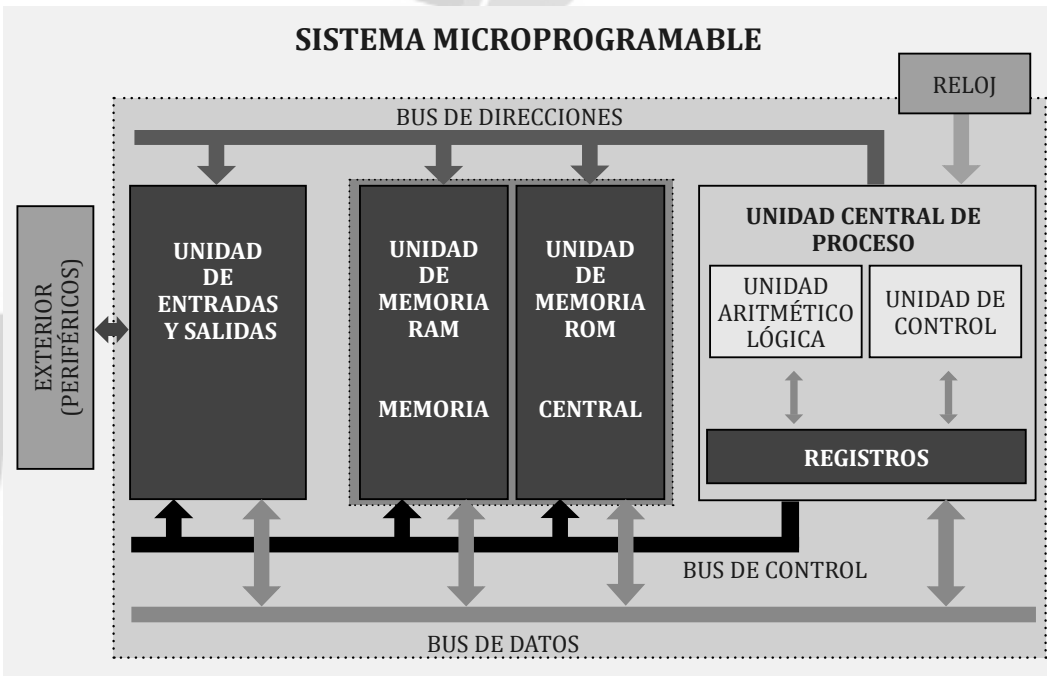 SISTEMA MICROPROGRAMABLE
RELOJ
BUS DE DIRECCIONES
EXTERIOR
(PERIFÉRICOS)
UNIDAD
DE
ENTRADAS
Y SALIDAS
UNIDAD
DE
MEMORIA
RAM
MEMORIA
UNIDAD
DE
MEMORIA
ROM
CENTRAL
UNIDAD CENTRAL DE
PROCESO
UNIDAD
ARITMÉTICO
LÓGICA
UNIDAD DE
CONTROL
REGISTROS
BUS DE CONTROL
BUS DE DATOS